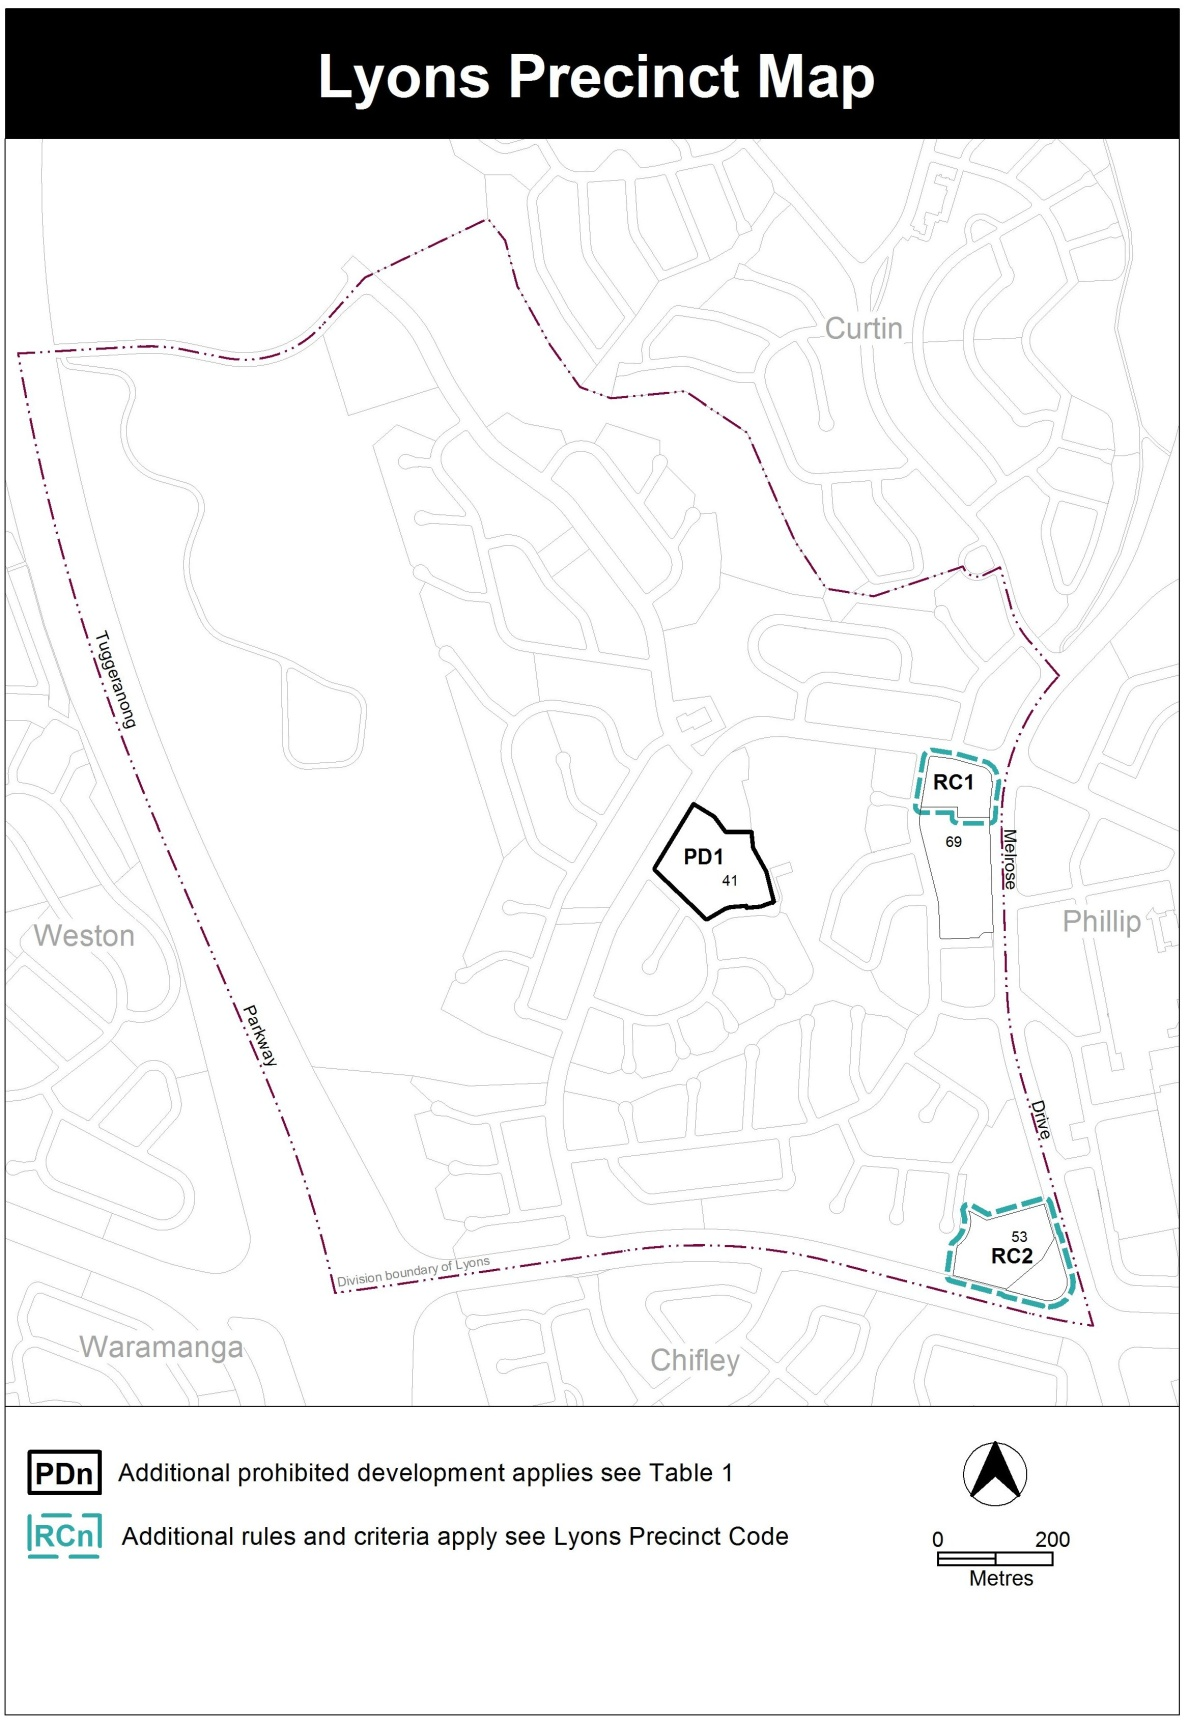 Lyons Precinct Map
Curtin
Tuggeranong
RC1
69
Melrose
PD1
41
Phillip
Weston
Parkway
Drive
53
RC2
Division boundary of Lyons
Waramanga
Chifley
PDn Additional prohibited development applies see Table 1
RCn Additional rules and criteria apply see Lyons Precinct Code
0 200
Metres